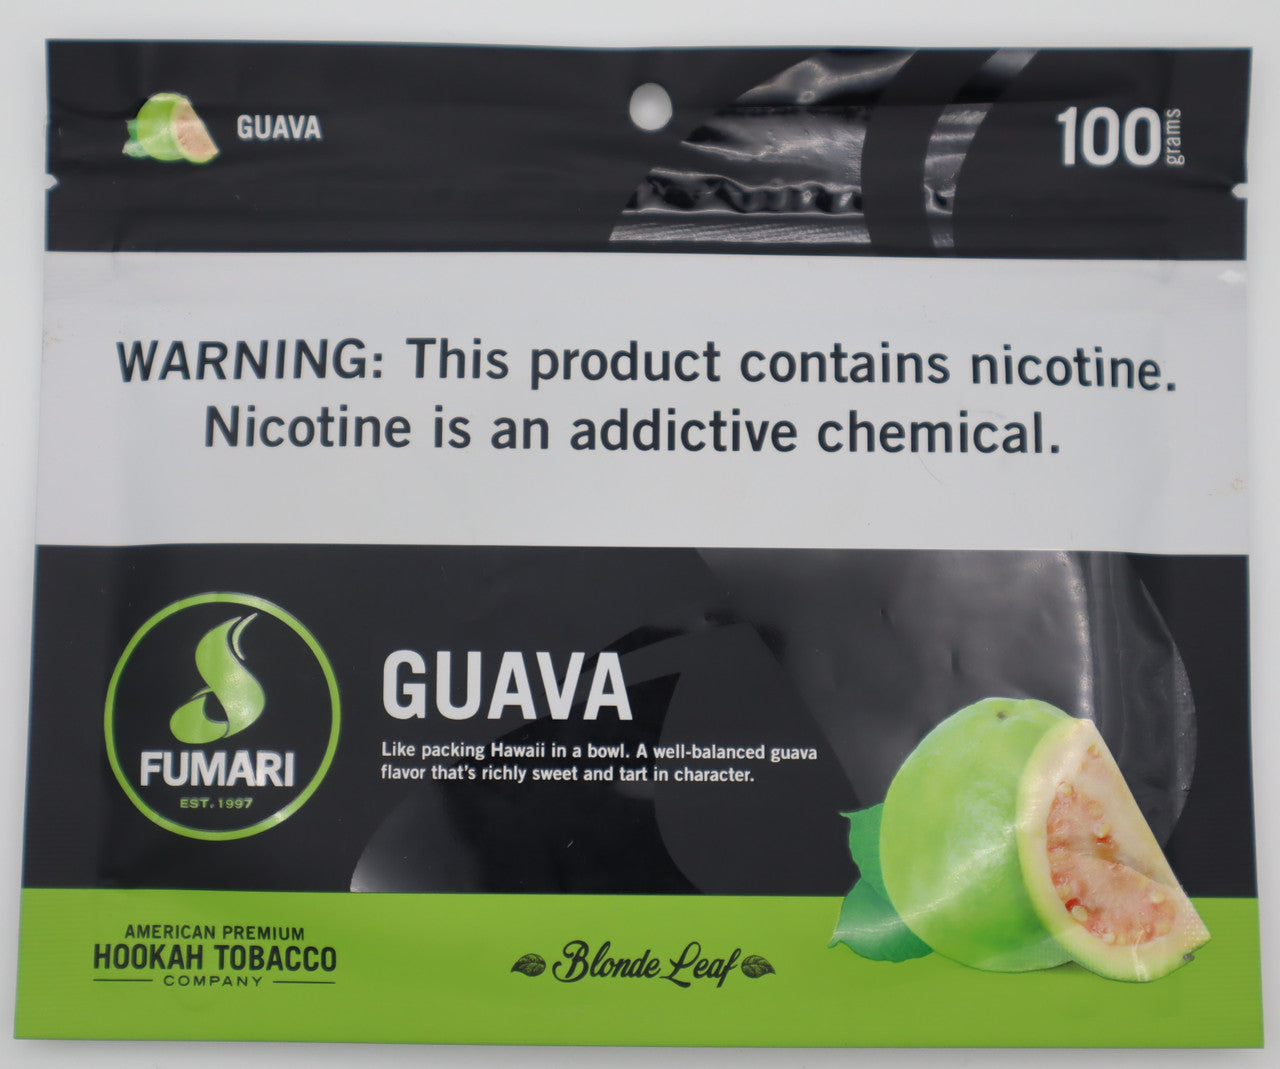 GUAVA
100 grams
WARNING: This product contains nicotine.
Nicotine is an addictive chemical.
FUMARI
EST. 1997
GUAVA
Like packing Hawaii in a bowl. A well-balanced guava
flavor that's richly sweet and tart in character.
AMERICAN PREMIUM
HOOKAH TOBACCO
COMPANY
Blonde Leaf